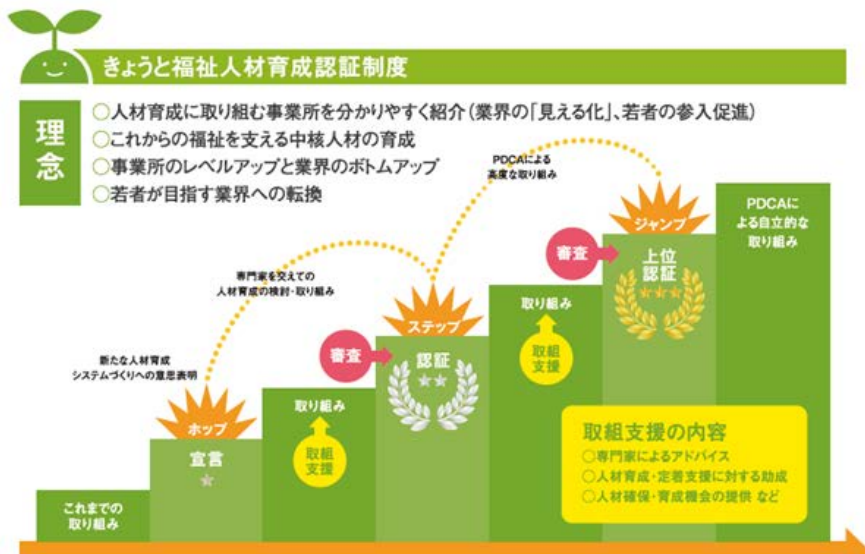 きょうと福祉人材育成認証制度
理念
○人材育成に取り組む事業所を分かりやすく紹介(業界の「見える化」、若者の参入促進)
○これからの福祉を支える中核人材の育成
○事業所のレベルアップと業界のボトムアップ
○若者が目指す業界への転換
PDCAによる
高度な取り組み
専門家を交えての
人材育成の検討・取り組み
新たな人材育成
システムづくりへの意思表明
これまでの
取り組み
ホップ
宣言
取り組み
取組
支援
審査
ステップ
認証
取り組み
取組
支援
審査
ジャンプ
上位
認証
PDCAに
よる自立的な
取り組み
取組支援の内容
○専門家によるアドバイス
○人材育成・定着支援に対する助成
○人材確保・育成機会の提供 など